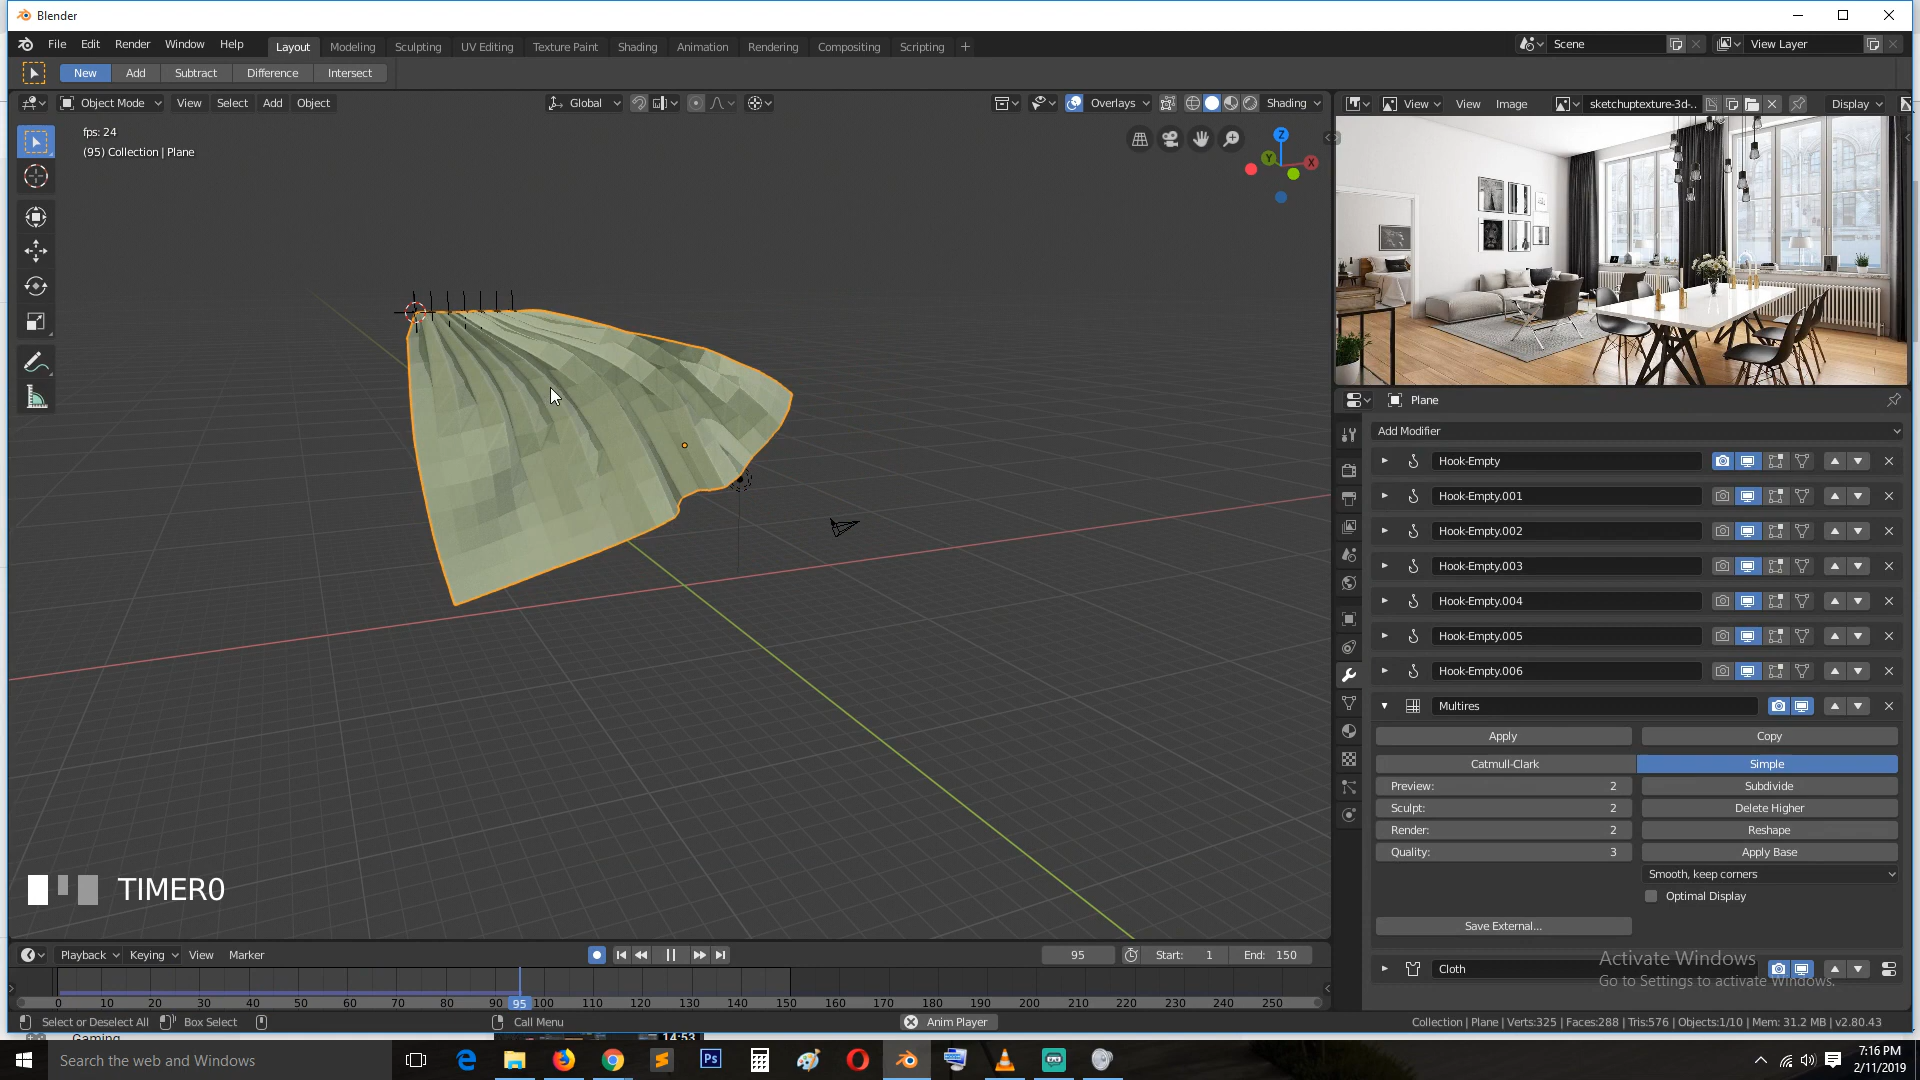 Blender
File Edit Render Window Help Layout Modeling Sculpting UV Editing Texture Paint Shading Animation Rendering Compositing Scripting + Scene View Layer
New Add Subtract Difference Intersect
Object Mode View Select Add Object Global Overlays Shading View View Image sketchuptexture-3d-.. Display
fps: 24
(95) Collection | Plane
Z
Y
X
Plane
Add Modifier
Hook-Empty
Hook-Empty.001
Hook-Empty.002
Hook-Empty.003
Hook-Empty.004
Hook-Empty.005
Hook-Empty.006
Multires
Apply Copy
Catmull-Clark Simple
Preview: 2 Subdivide
Sculpt: 2 Delete Higher
Render: 2 Reshape
Quality: 3 Apply Base
Smooth, keep corners
Optimal Display
Save External...
TIMER0
Activate Windows
Go to Settings to activate Windows.
Cloth
Playback Keying View Marker 95 Start: 1 End: 150
0 10 20 30 40 50 60 70 80 90 95 100 110 120 130 140 150 160 170 180 190 200 210 220 230 240 250
Select or Deselect All Box Select Call Menu Anim Player Collection | Plane | Verts:325 | Faces:288 | Tris:576 | Objects:1/10 | Mem: 31.2 MB | v2.80.43
Gaming 14:53
Search the web and Windows
Ps
7:16 PM
2/11/2019